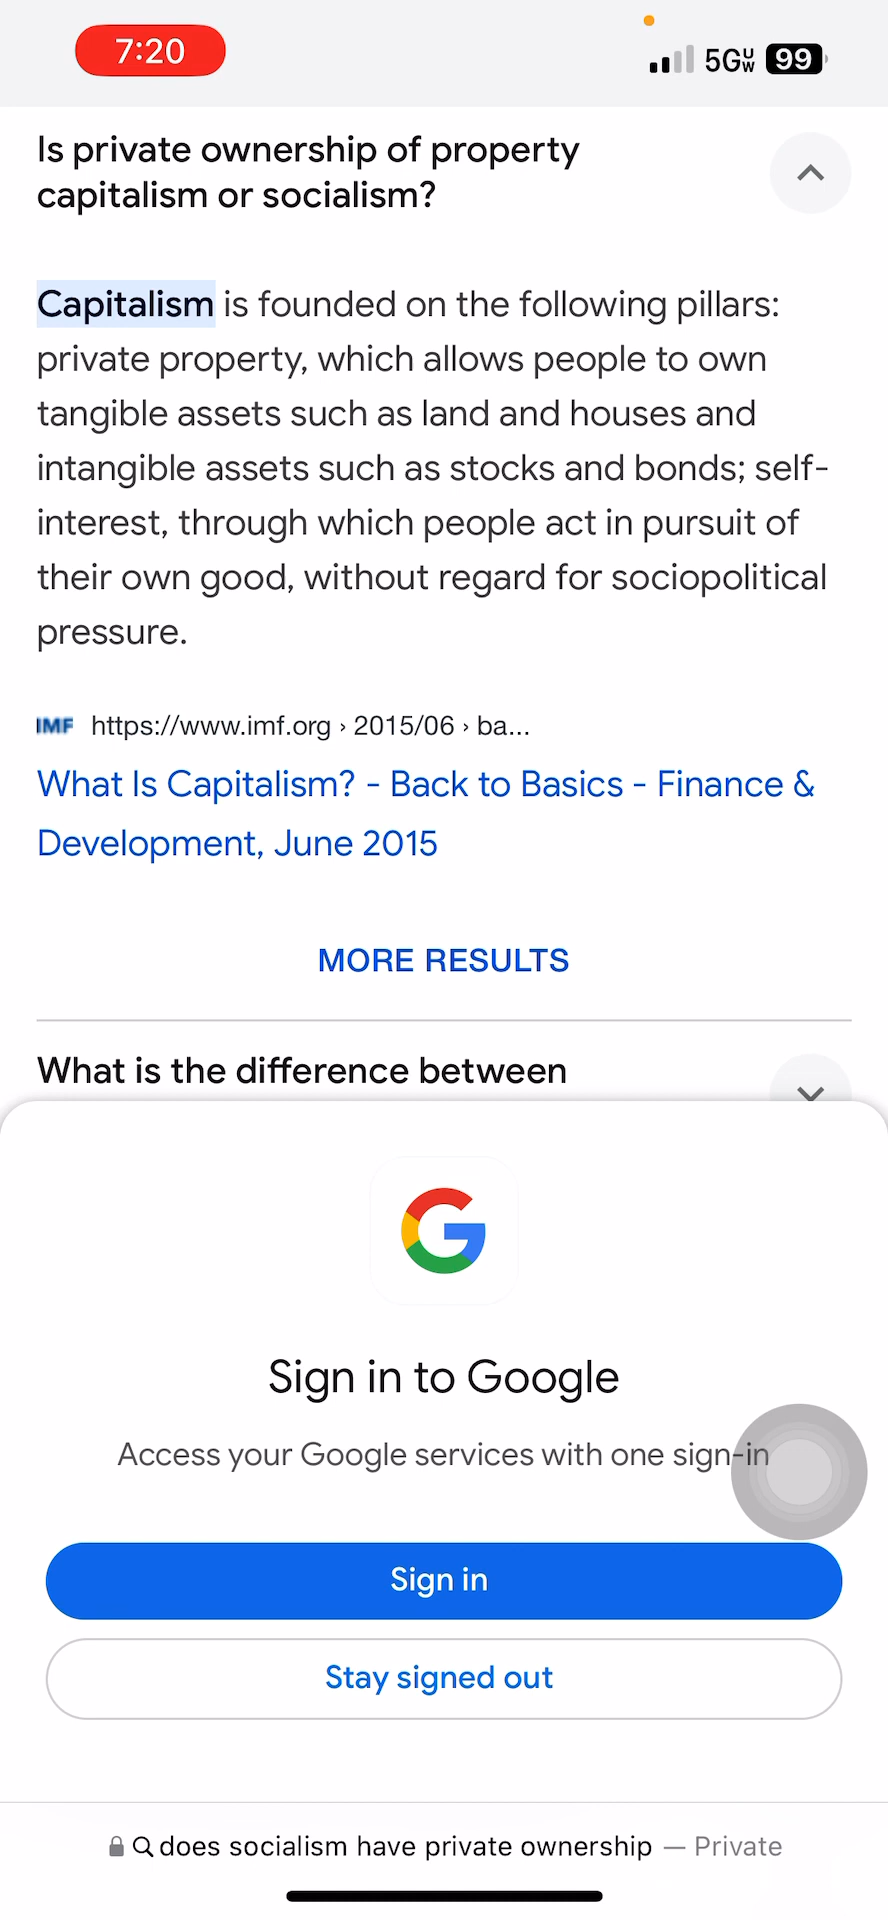 7:20
5G UW 99
Is private ownership of property
capitalism or socialism?
Capitalism is founded on the following pillars:
private property, which allows people to own
tangible assets such as land and houses and
intangible assets such as stocks and bonds; self-
interest, through which people act in pursuit of
their own good, without regard for sociopolitical
pressure.
IMF https://www.imf.org › 2015/06 › ba...
What Is Capitalism? - Back to Basics - Finance &
Development, June 2015
MORE RESULTS
What is the difference between
Sign in to Google
Access your Google services with one sign-in
Sign in
Stay signed out
does socialism have private ownership — Private